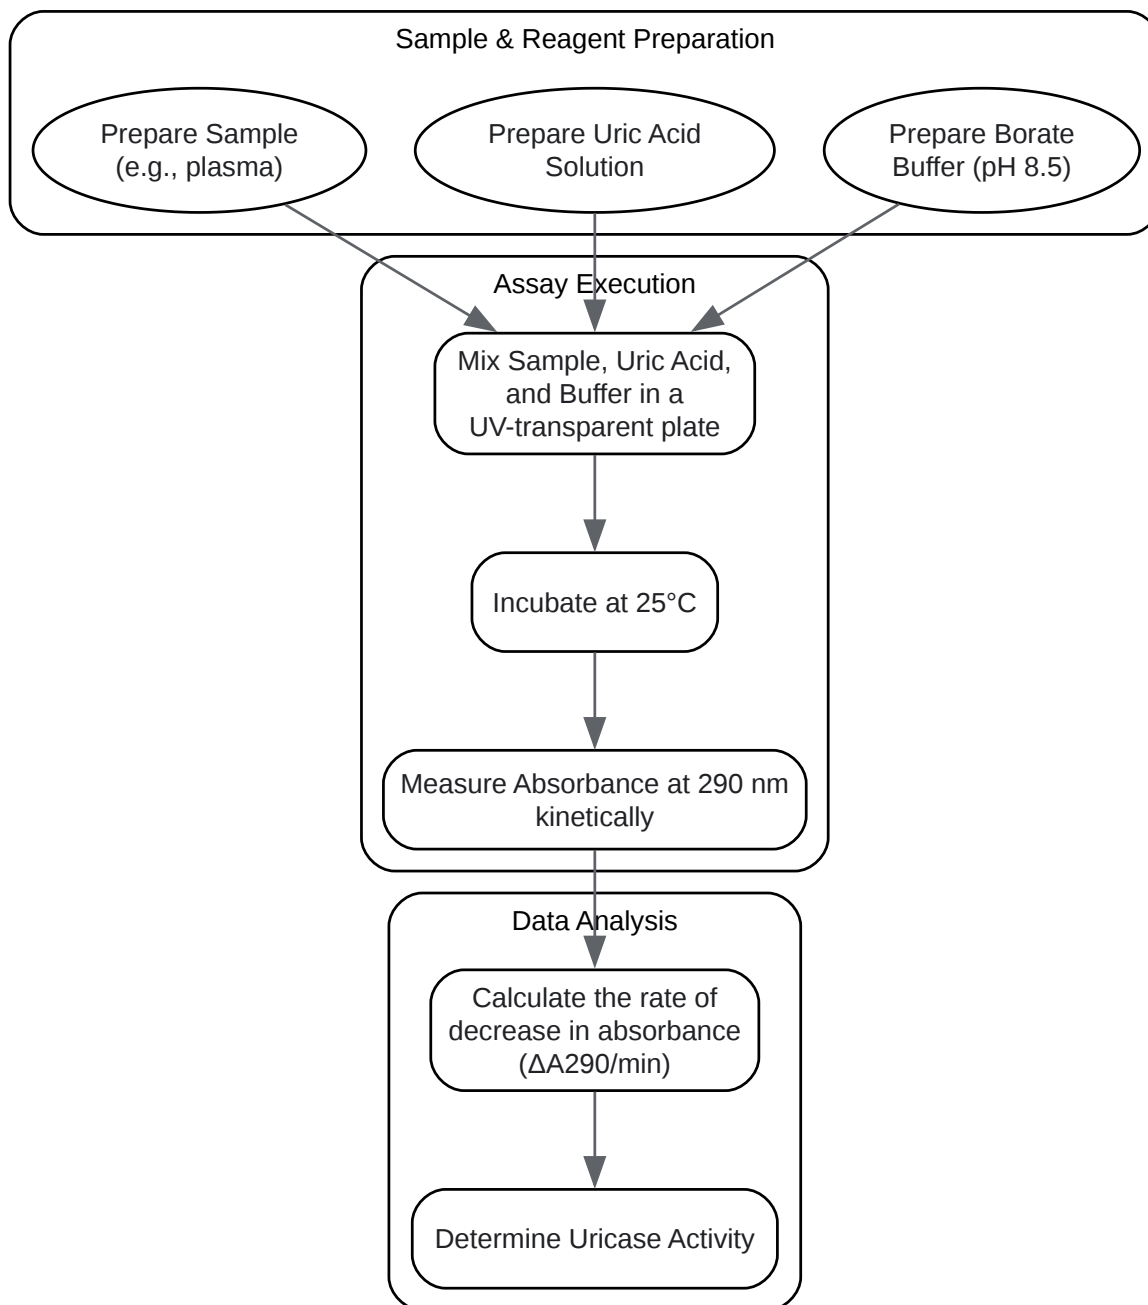 Sample & Reagent Preparation
Prepare Sample
(e.g., plasma)
Prepare Uric Acid
Solution
Prepare Borate
Buffer (pH 8.5)
Assay Execution
Mix Sample, Uric Acid,
and Buffer in a
UV-transparent plate
Incubate at 25°C
Measure Absorbance at 290 nm
kinetically
Data Analysis
Calculate the rate of
decrease in absorbance
(ΔA290/min)
Determine Uricase Activity